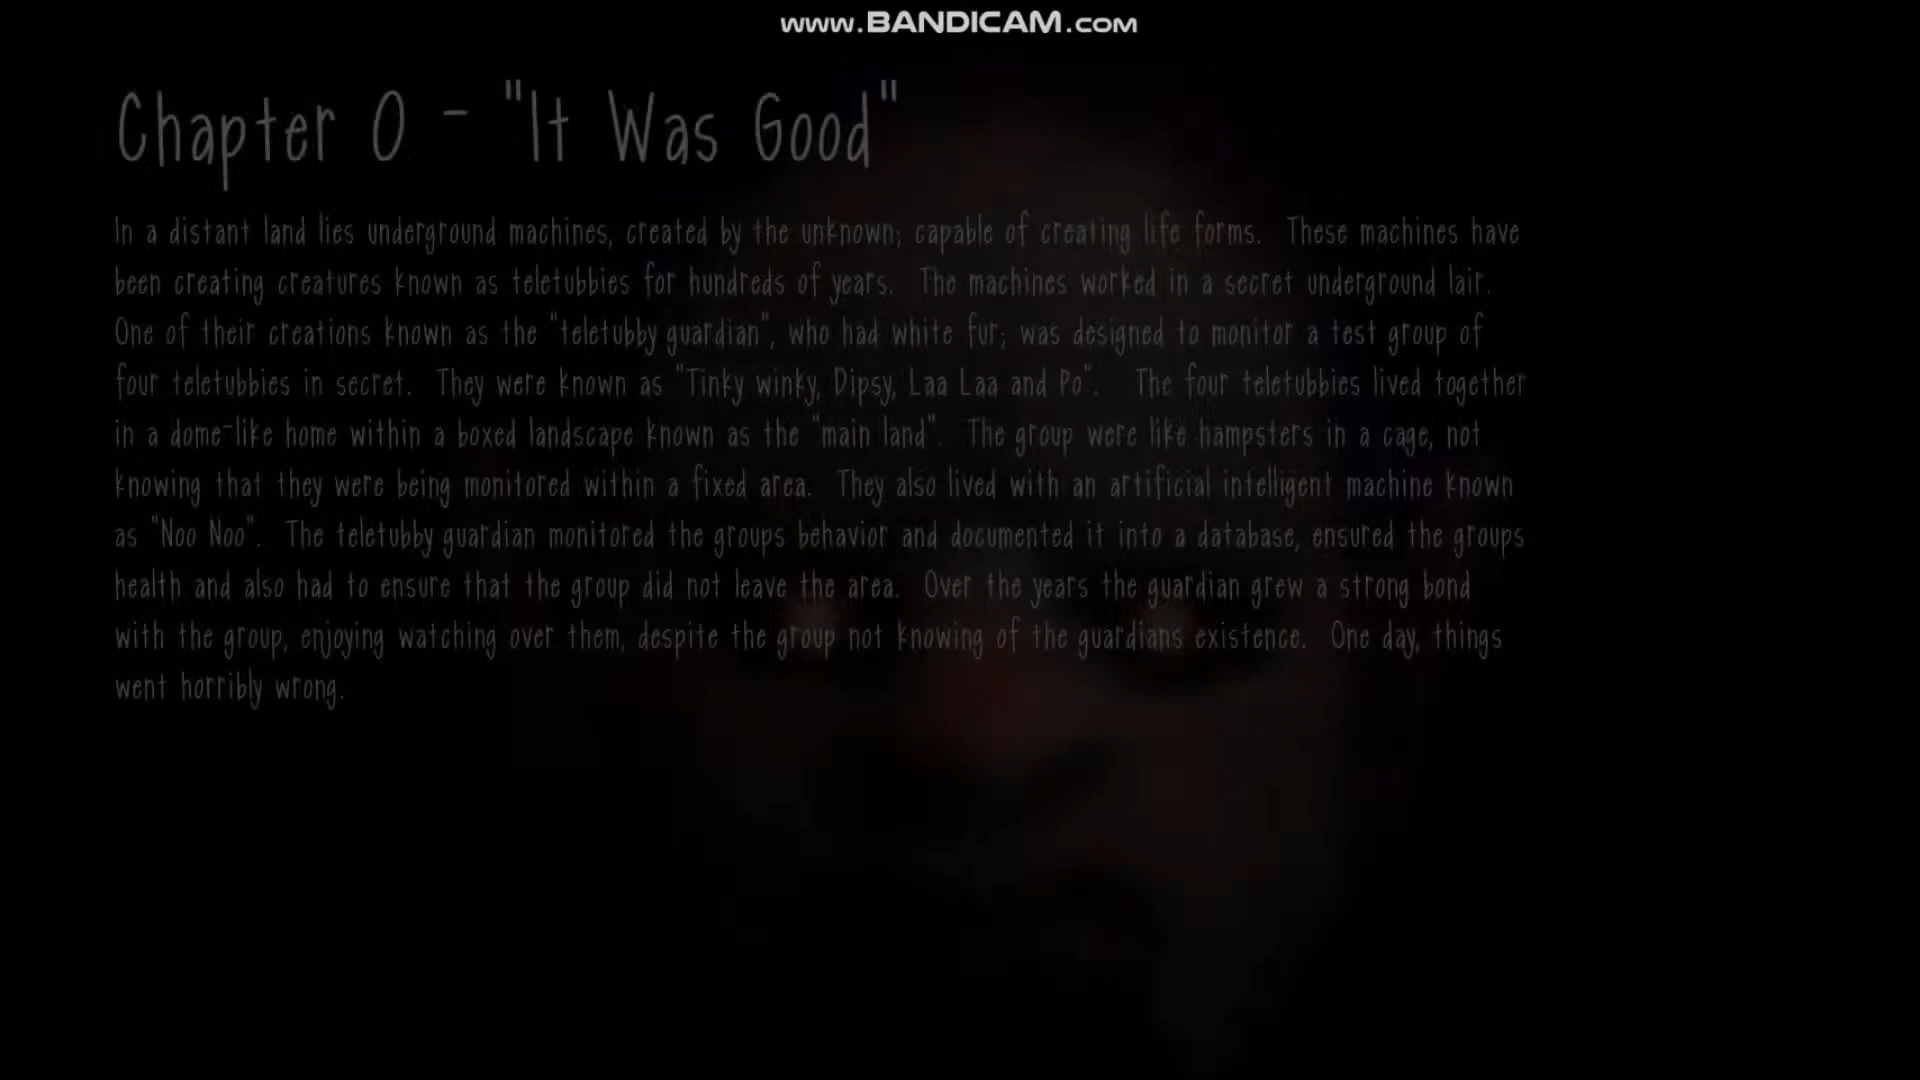 www.BANDICAM.COM
Chapter 0 - "It Was Good"
In a distant land lies underground machines, created by the unknown; capable of creating life forms. These machines have
been creating creatures known as teletubbies for hundreds of years. The machines worked in a secret underground lair.
One of their creations known as the "teletubby guardian", who had white fur; was designed to monitor a test group of
four teletubbies in secret. They were known as "Tinky winky, Dipsy, Laa Laa and Po". The four teletubbies lived together
in a dome-like home within a boxed landscape known as the "main land". The group were like hampsters in a cage, not
knowing that they were being monitored within a fixed area. They also lived with an artificial intelligent machine known
as "Noo Noo". The teletubby guardian monitored the groups behavior and documented it into a database, ensured the groups
health and also had to ensure that the group did not leave the area. Over the years the guardian grew a strong bond
with the group, enjoying watching over them, despite the group not knowing of the guardians existence. One day, things
went horribly wrong.